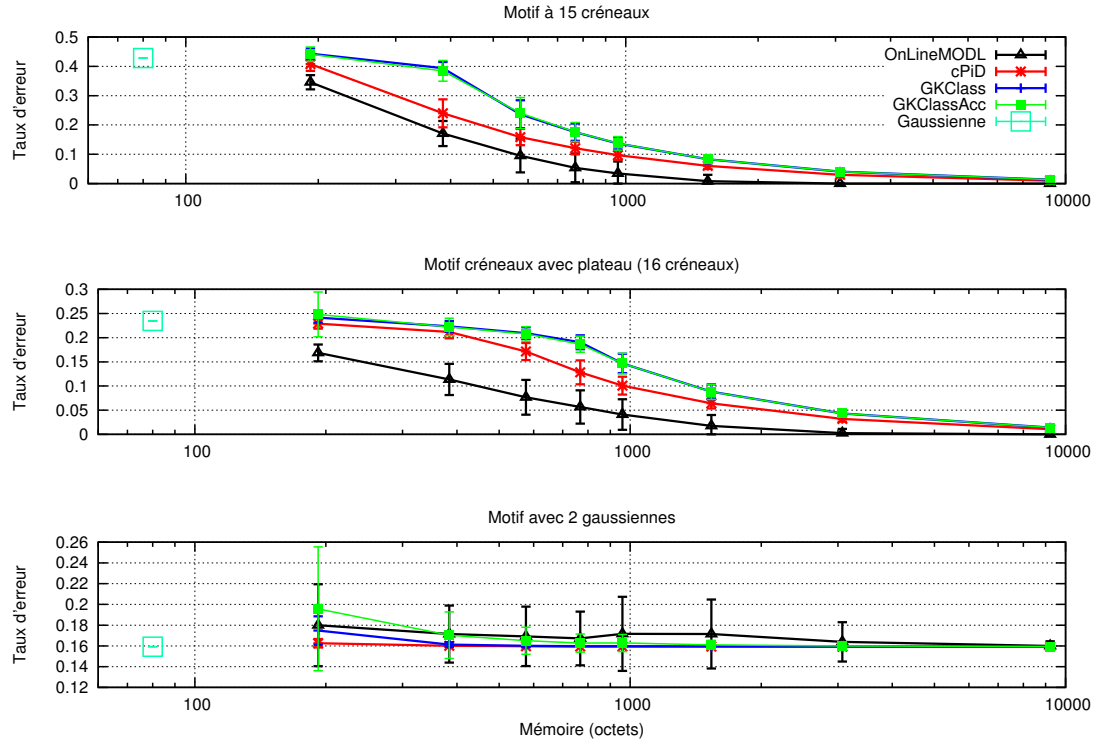 Motif à 15 créneaux
Taux d'erreur
0.5
0.4
0.3
0.2
0.1
0
100
1000
10000
OnLineMODL
cPiD
GKClass
GKClassAcc
Gaussienne
Motif créneaux avec plateau (16 créneaux)
Taux d'erreur
0.3
0.25
0.2
0.15
0.1
0.05
0
100
1000
10000
Motif avec 2 gaussiennes
Taux d'erreur
0.26
0.24
0.22
0.2
0.18
0.16
0.14
0.12
100
1000
10000
Mémoire (octets)